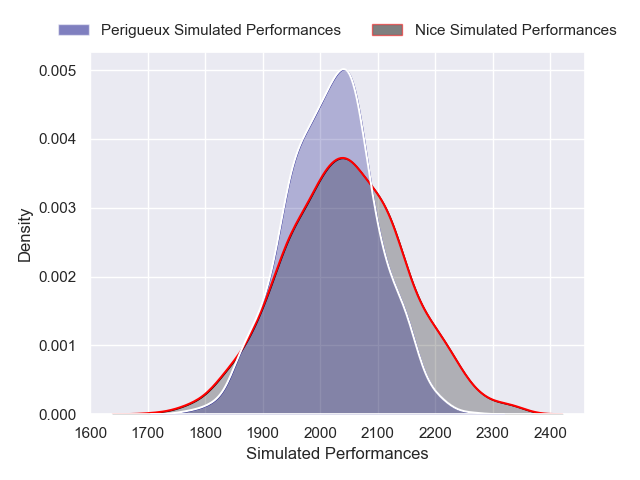 Perigueux Simulated Performances
Nice Simulated Performances
0.005
0.004
0.003
0.002
0.001
0.000
Density
1600 1700 1800 1900 2000 2100 2200 2300 2400
Simulated Performances